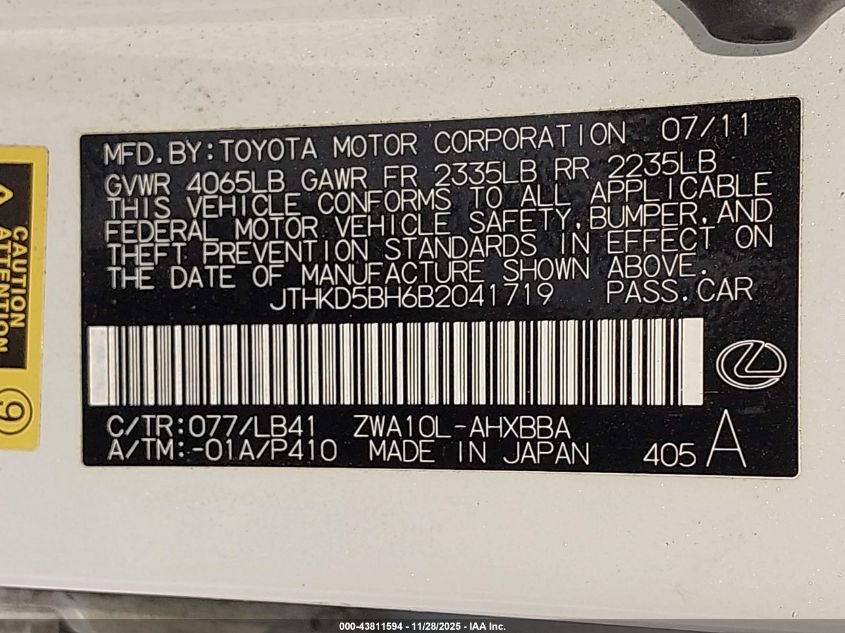 MFD.BY:TOYOTA MOTOR CORPORATION 07/11
GVWR 4065LB GAWR FR 2335LB RR 2235LB
THIS VEHICLE CONFORMS TO ALL APPLICABLE
FEDERAL MOTOR VEHICLE SAFETY,BUMPER,AND
THEFT PREVENTION STANDARDS IN EFFECT ON
THE DATE OF MANUFACTURE SHOWN ABOVE.
JTHKD5BH6B2041719 PASS.CAR
C/TR:077/LB41 ZWA10L-AHXBBA
A/TM:-01A/P410 MADE IN JAPAN 405 A
CAUTION
ATTENTION
9
000-43811594 - 11/28/2025 - IAA Inc.